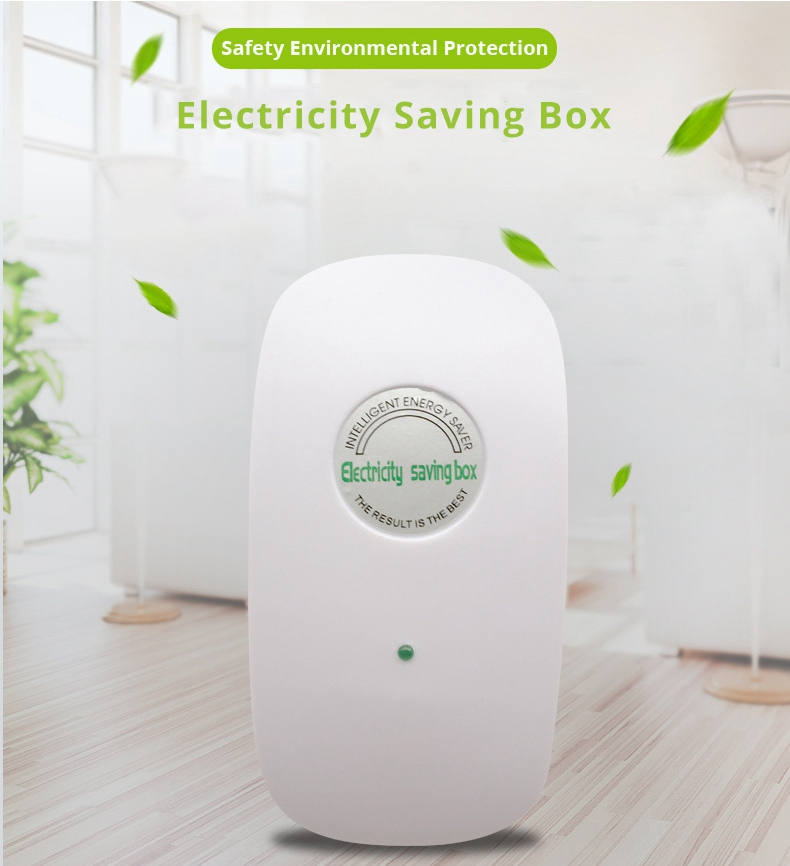 Safety Environmental Protection
Electricity Saving Box
INTELLIGENT ENERGY SAVER
Electricity saving box
THE RESULT IS THE BEST